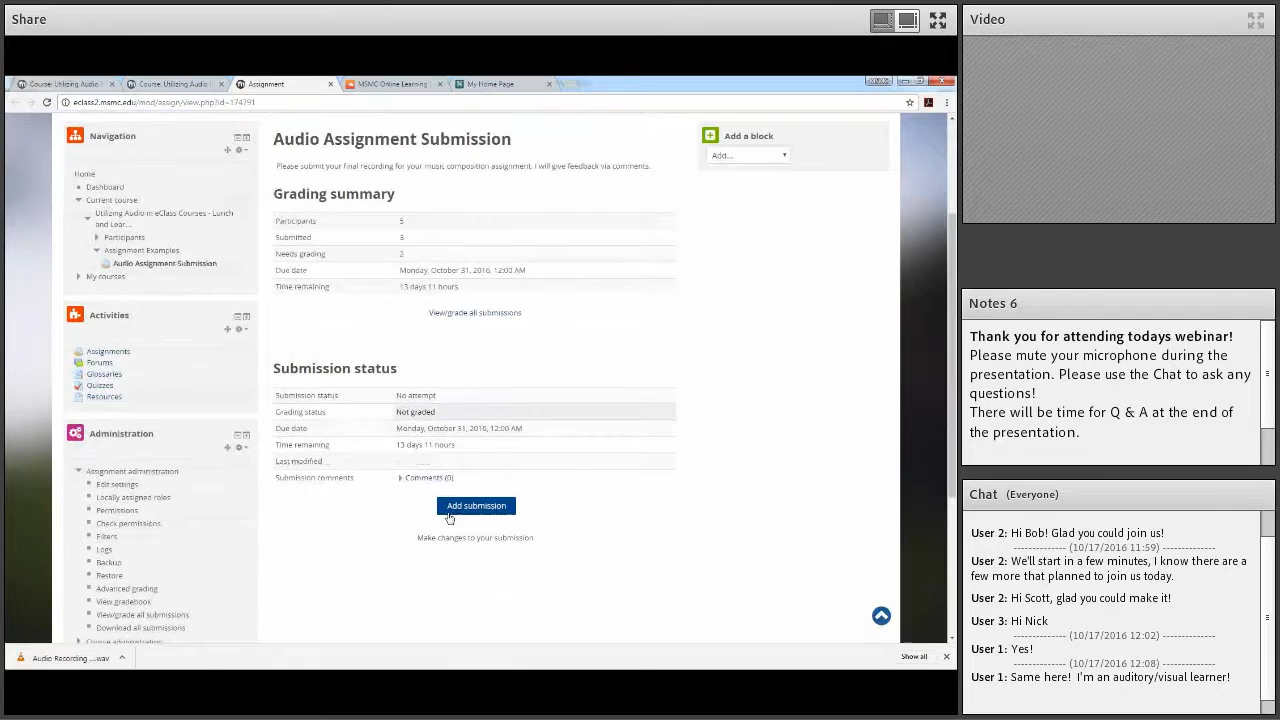 Share
Course: Utilizing Audio
Course: Utilizing Audio
Assignment
MSMC Online Learning
My Home Page
MSMC
eclass2.msmc.edu/mod/assign/view.php?id=174791
Navigation
Home
Dashboard
Current course
Utilizing Audio in eClass Courses - Lunch
and Lear...
Participants
Assignment Examples
Audio Assignment Submission
My courses
Activities
Assignments
Forums
Glossaries
Quizzes
Resources
Administration
Assignment administration
Edit settings
Locally assigned roles
Permissions
Check permissions
Filters
Logs
Backup
Restore
Advanced grading
View gradebook
View/grade all submissions
Download all submissions
Course administration
Audio Assignment Submission
Please submit your final recording for your music composition assignment. I will give feedback via comments.
Grading summary
Participants 5
Submitted 3
Needs grading 2
Due date Monday, October 31, 2016, 12:00 AM
Time remaining 13 days 11 hours
View/grade all submissions
Submission status
Submission status No attempt
Grading status Not graded
Due date Monday, October 31, 2016, 12:00 AM
Time remaining 13 days 11 hours
Last modified -
Submission comments Comments (0)
Add submission
Make changes to your submission
Add a block
Add...
Audio Recording ....wav
Show all
Video
Notes 6
Thank you for attending todays webinar!
Please mute your microphone during the
presentation. Please use the Chat to ask any
questions!
There will be time for Q & A at the end of
the presentation.
Chat (Everyone)
User 2: Hi Bob! Glad you could join us!
------------- (10/17/2016 11:59) -------------
User 2: We'll start in a few minutes, I know there are a
few more that planned to join us today.
User 2: Hi Scott, glad you could make it!
User 3: Hi Nick
------------- (10/17/2016 12:02) -------------
User 1: Yes!
------------- (10/17/2016 12:08) -------------
User 1: Same here! I'm an auditory/visual learner!